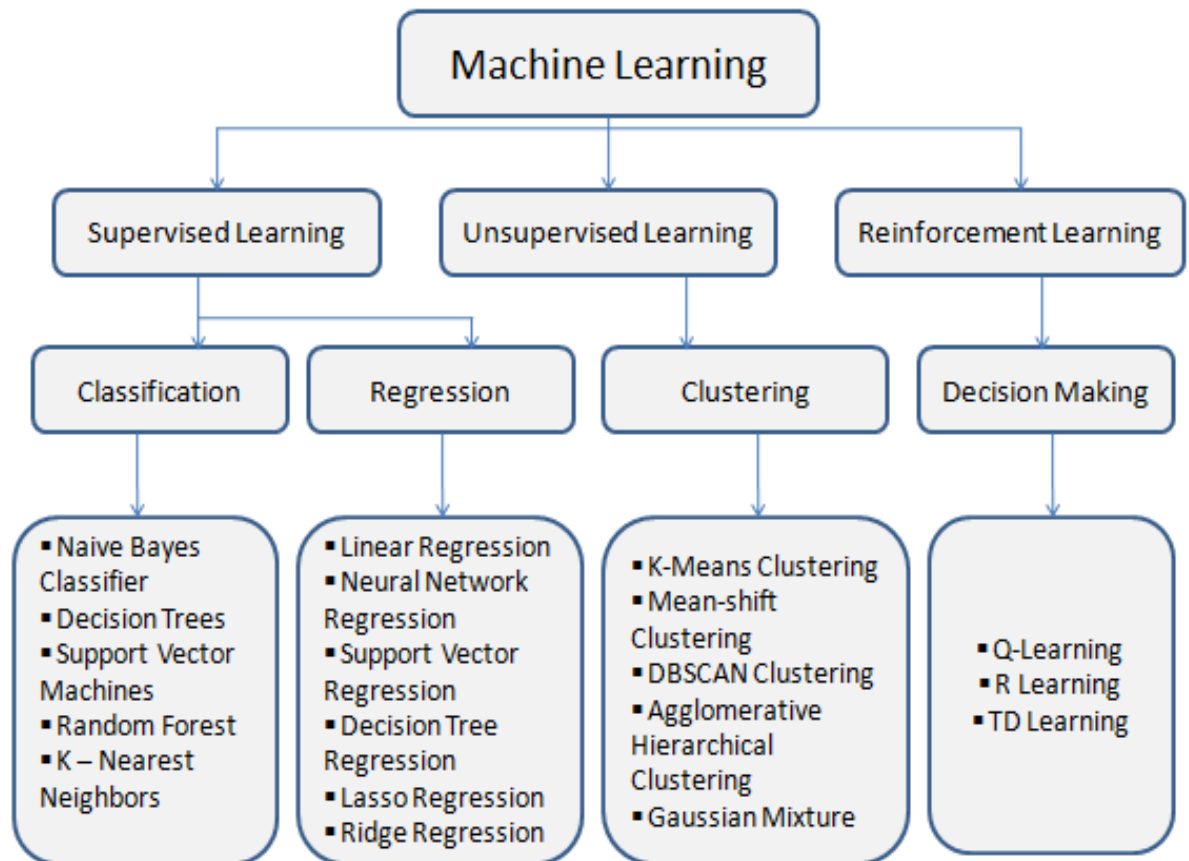 Machine Learning
Supervised Learning
Unsupervised Learning
Reinforcement Learning
Classification
Regression
Clustering
Decision Making
▪ Naive Bayes
Classifier
▪ Decision Trees
▪ Support Vector
Machines
▪ Random Forest
▪ K – Nearest
Neighbors
▪ Linear Regression
▪ Neural Network
Regression
▪ Support Vector
Regression
▪ Decision Tree
Regression
▪ Lasso Regression
▪ Ridge Regression
▪ K-Means Clustering
▪ Mean-shift
Clustering
▪ DBSCAN Clustering
▪ Agglomerative
Hierarchical
Clustering
▪ Gaussian Mixture
▪ Q-Learning
▪ R Learning
▪ TD Learning